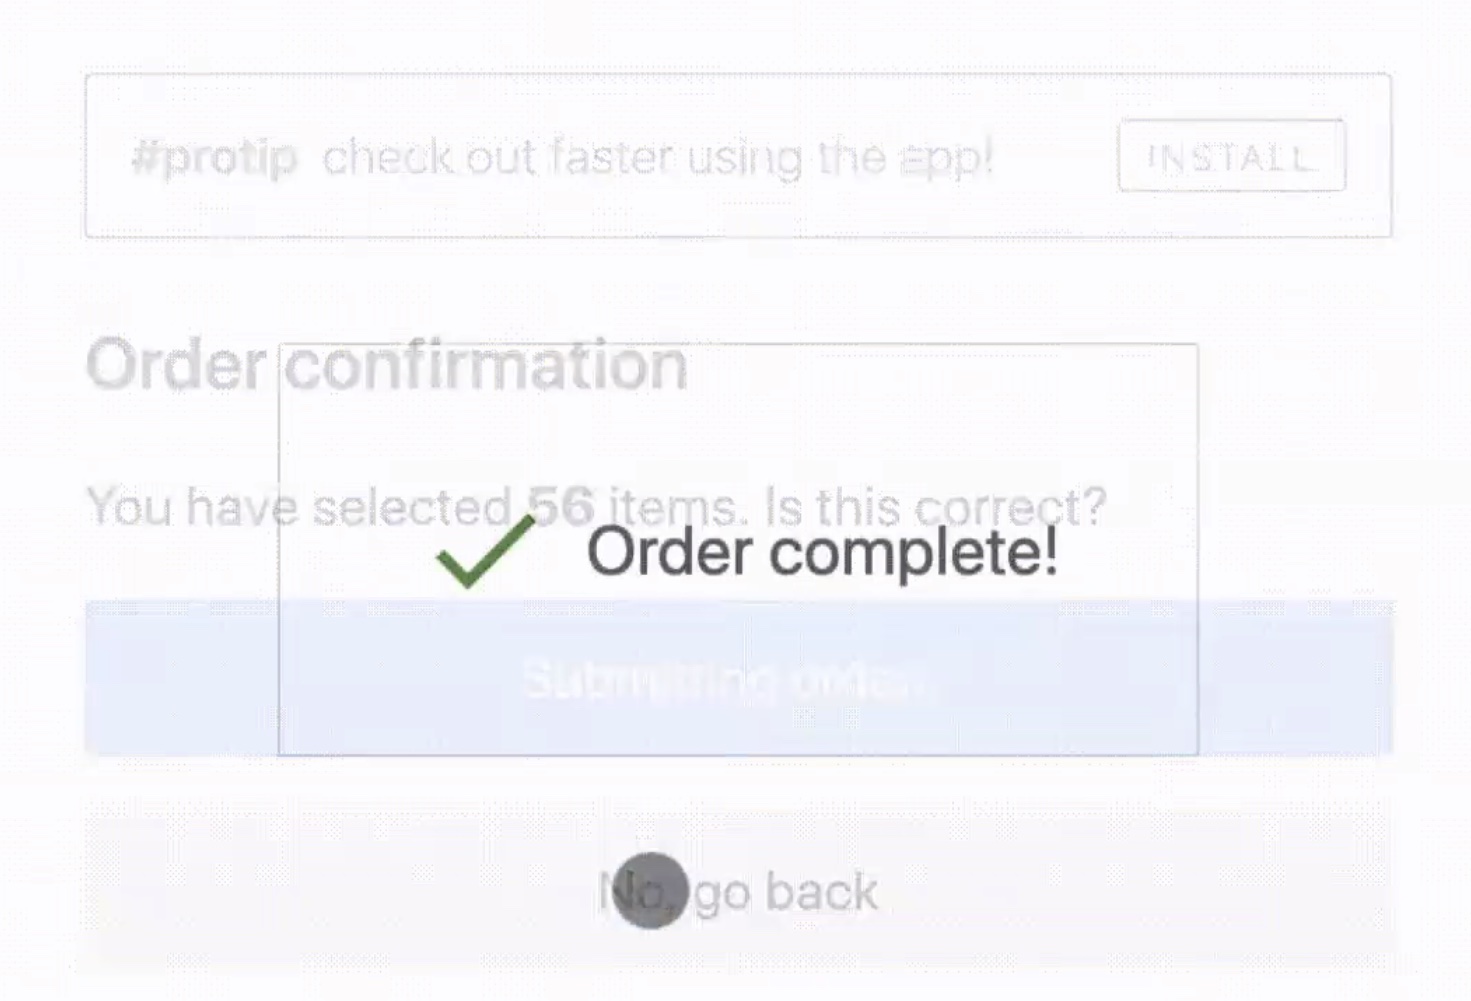 #protip check out faster using the app!
INSTALL
Order confirmation
You have selected 56 items. Is this correct?
Order complete!
Submitting order
No, go back